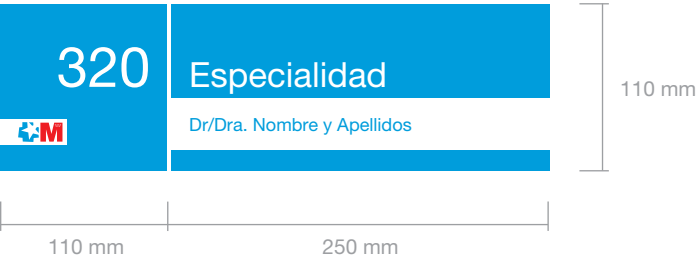 320
Especialidad
Dr/Dra. Nombre y Apellidos
M
110 mm
110 mm
250 mm